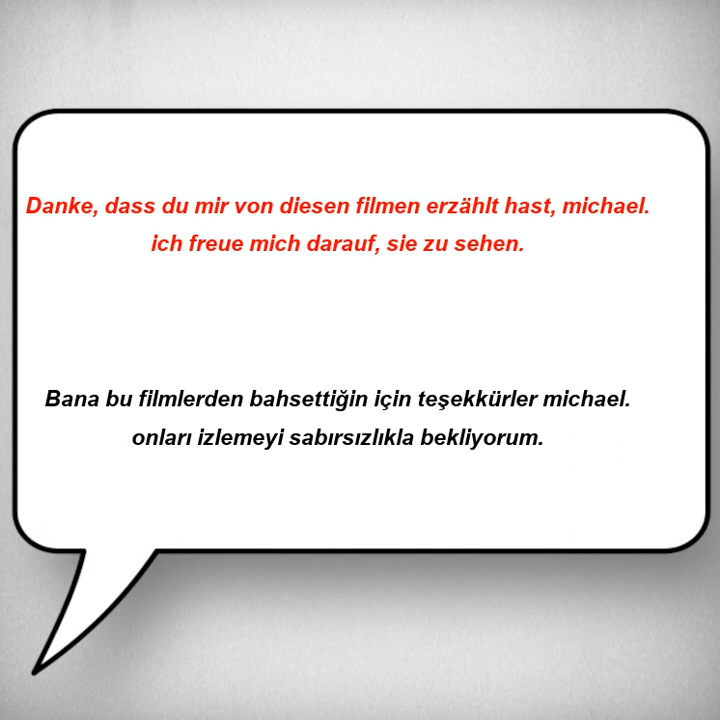 Danke, dass du mir von diesen filmen erzählt hast, michael.
ich freue mich darauf, sie zu sehen.
Bana bu filmlerden bahsettiğin için teşekkürler michael.
onları izlemeyi sabırsızlıkla bekliyorum.